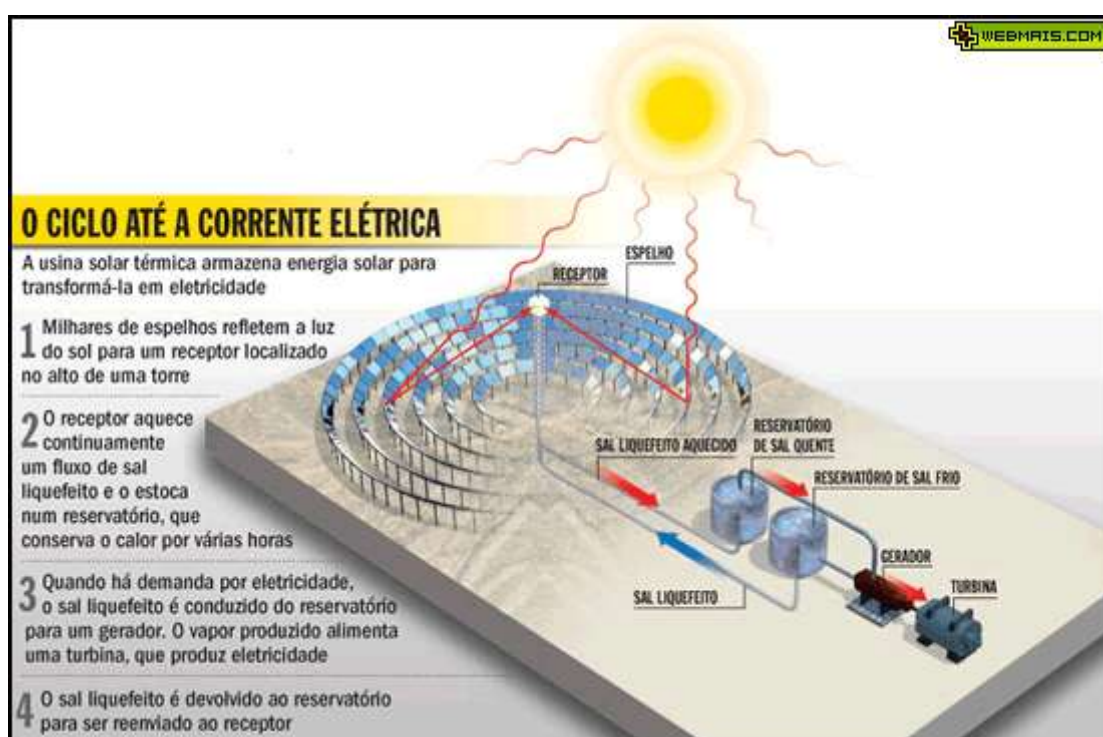 WEBMAIS.COM
O CICLO ATÉ A CORRENTE ELÉTRICA
A usina solar térmica armazena energia solar para
transformá-la em eletricidade
1 Milhares de espelhos refletem a luz
do sol para um receptor localizado
no alto de uma torre
2 O receptor aquece
continuamente
um fluxo de sal
liquefeito e o estoca
num reservatório, que
conserva o calor por várias horas
3 Quando há demanda por eletricidade,
o sal liquefeito é conduzido do reservatório
para um gerador. O vapor produzido alimenta
uma turbina, que produz eletricidade
4 O sal liquefeito é devolvido ao reservatório
para ser reenviado ao receptor
ESPELHO
RECEPTOR
SAL LIQUEFEITO AQUECIDO
RESERVATÓRIO
DE SAL QUENTE
RESERVATÓRIO DE SAL FRIO
GERADOR
TURBINA
SAL LIQUEFEITO